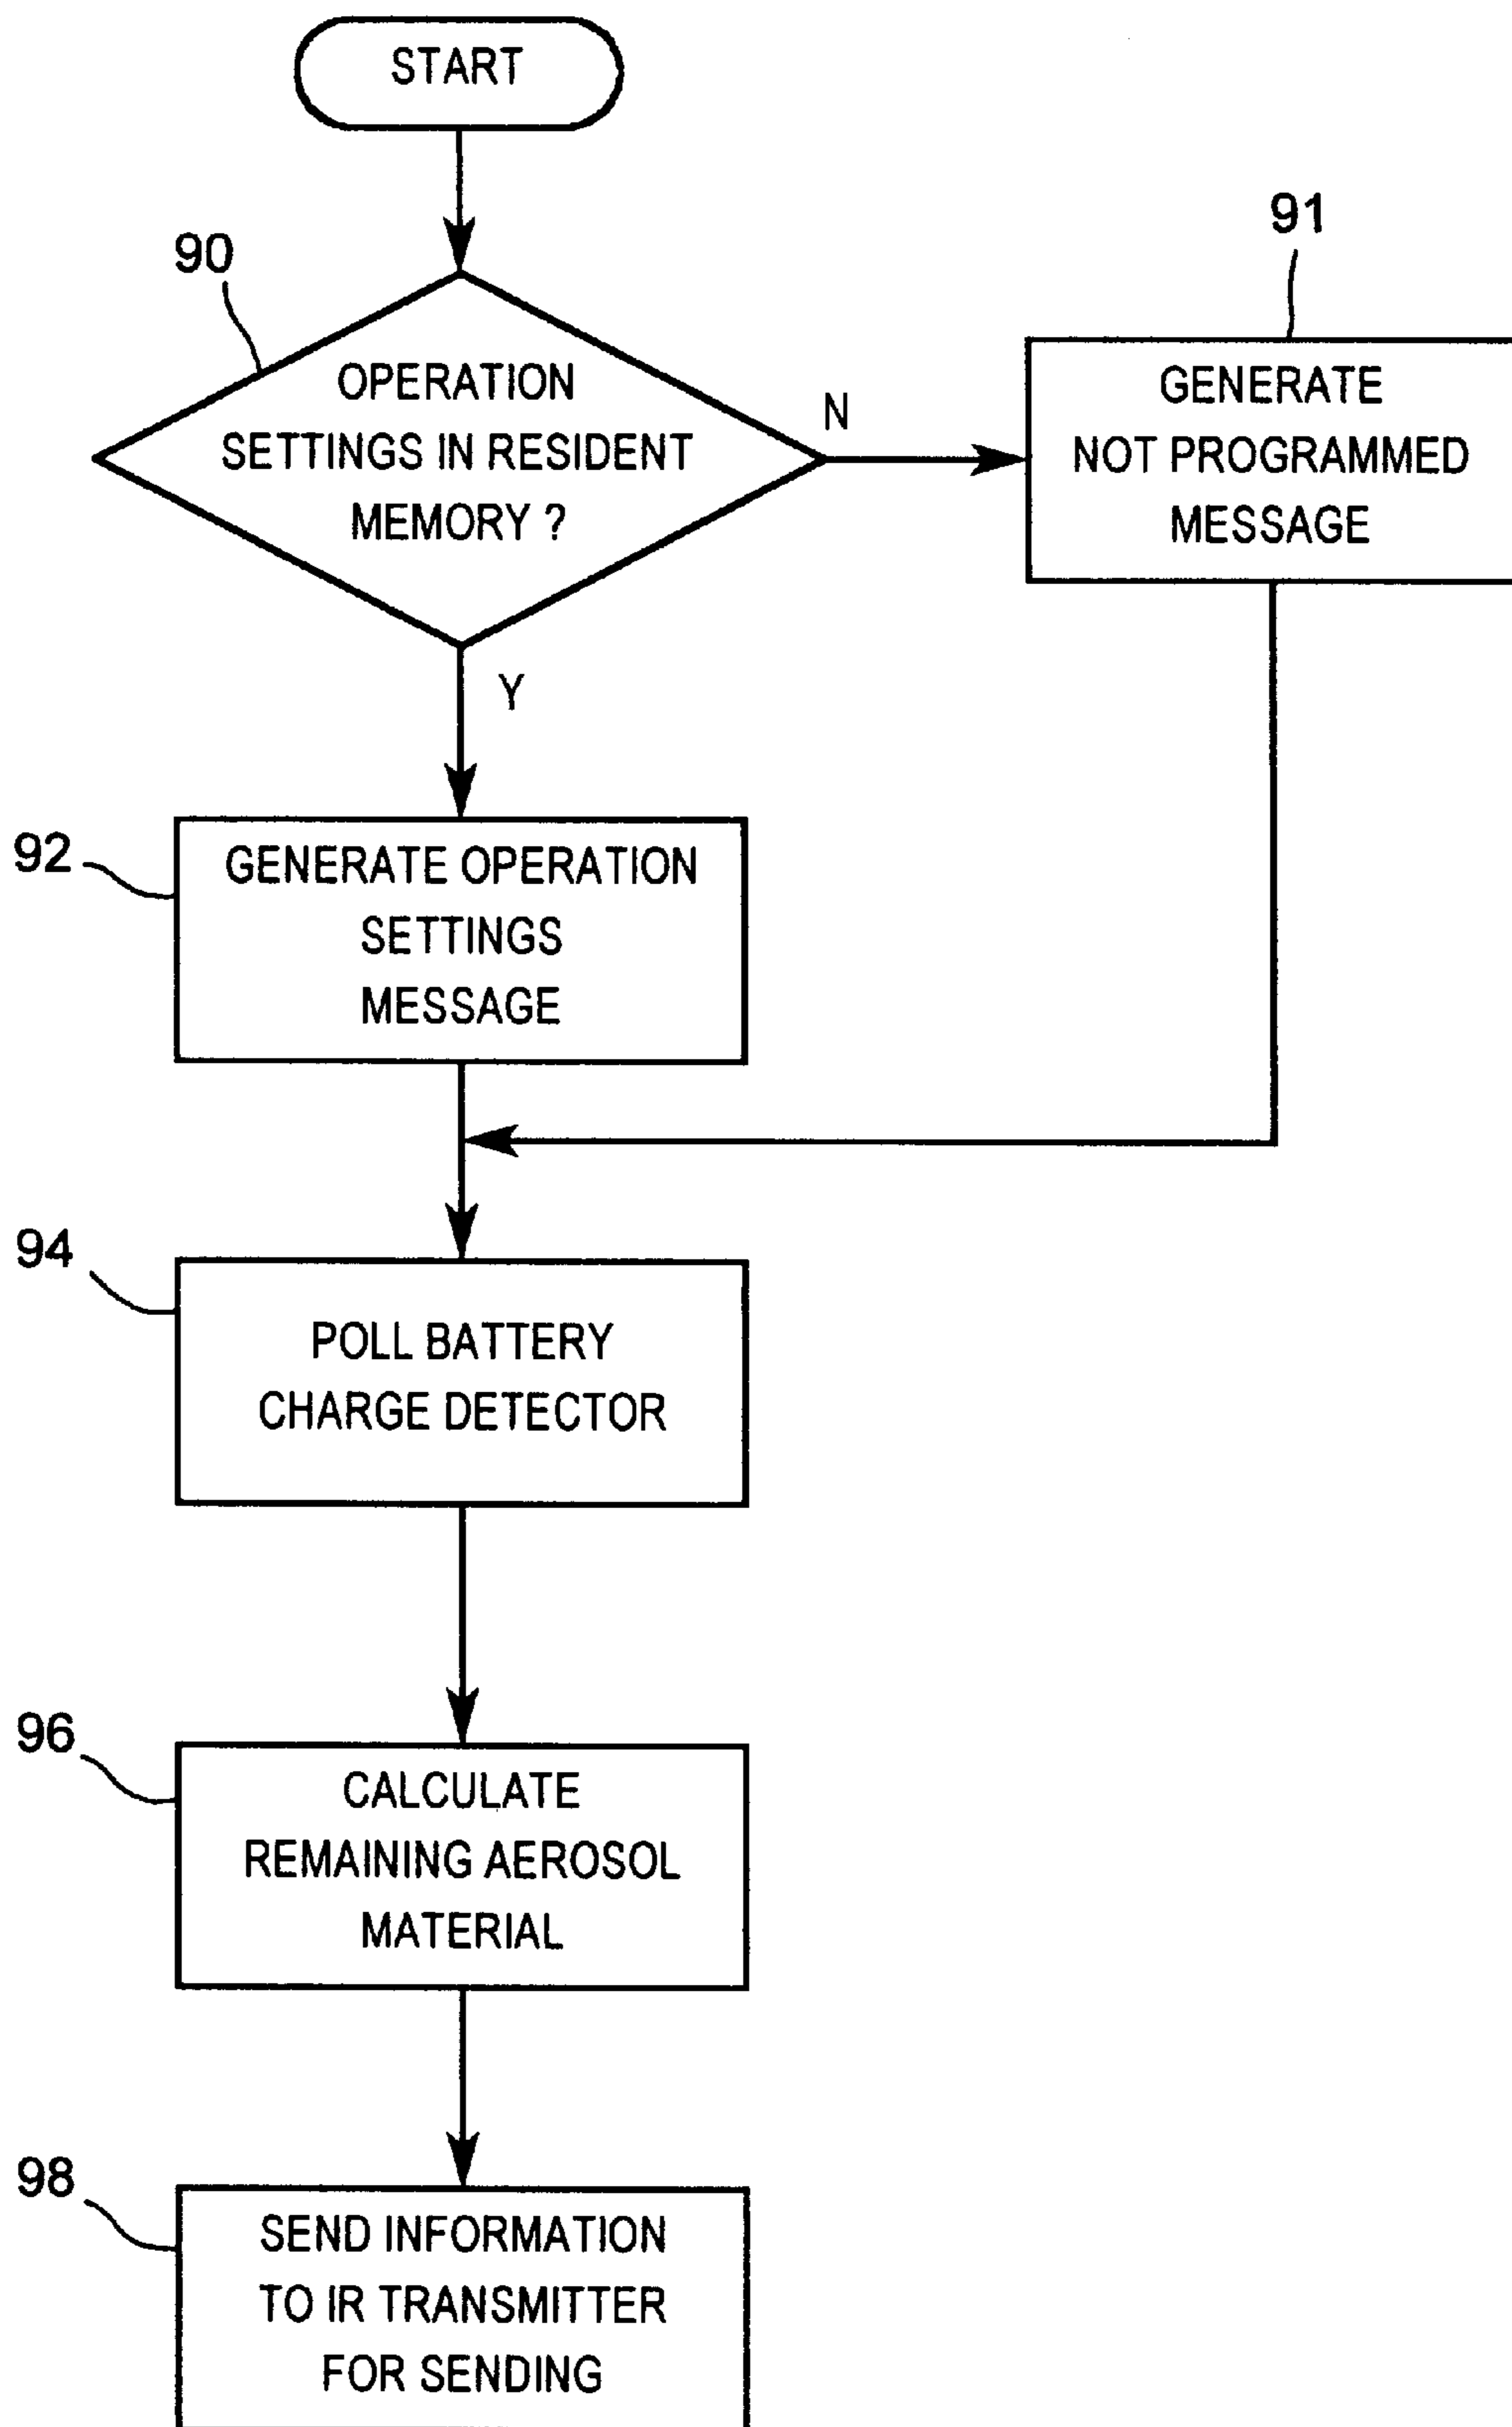 START
90
OPERATION
SETTINGS IN RESIDENT
MEMORY ?
N
91
GENERATE
NOT PROGRAMMED
MESSAGE
Y
92
GENERATE OPERATION
SETTINGS
MESSAGE
94
POLL BATTERY
CHARGE DETECTOR
96
CALCULATE
REMAINING AEROSOL
MATERIAL
98
SEND INFORMATION
TO IR TRANSMITTER
FOR SENDING